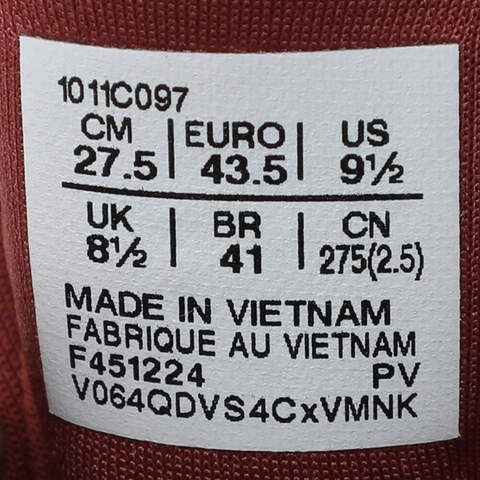 1011C097
CM | EURO | US
27.5 | 43.5 | 9½
UK | BR | CN
8½ | 41 | 275(2.5)
MADE IN VIETNAM
FABRIQUE AU VIETNAM
F451224 PV
V064QDVS4CxVMNK